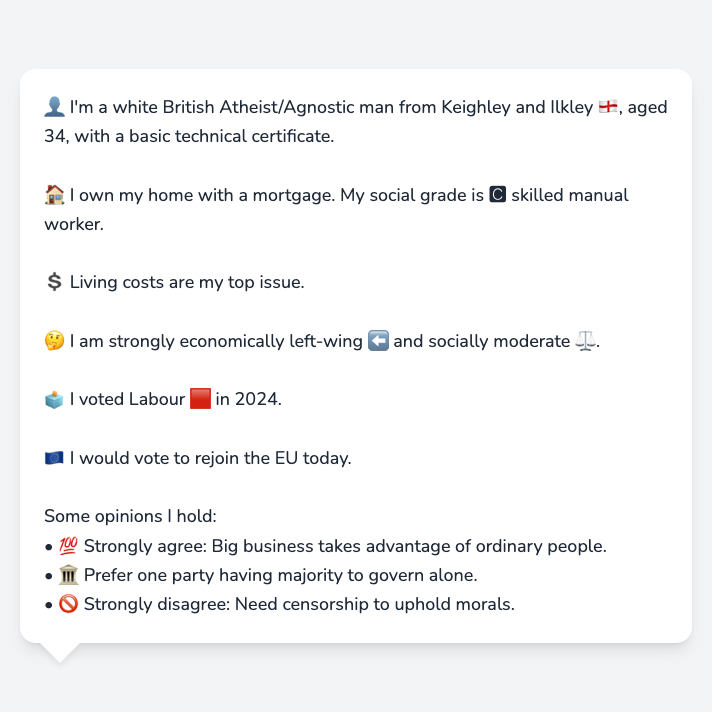 👤 I'm a white British Atheist/Agnostic man from Keighley and Ilkley 🏴󠁧󠁢󠁥󠁮󠁧󠁿, aged
34, with a basic technical certificate.
🏠 I own my home with a mortgage. My social grade is 🅲 skilled manual
worker.
💲 Living costs are my top issue.
🤔 I am strongly economically left-wing ⬅️ and socially moderate ⚖️.
🗳️ I voted Labour 🟥 in 2024.
🇪🇺 I would vote to rejoin the EU today.
Some opinions I hold:
• 💯 Strongly agree: Big business takes advantage of ordinary people.
• 🏛️ Prefer one party having majority to govern alone.
• 🚫 Strongly disagree: Need censorship to uphold morals.